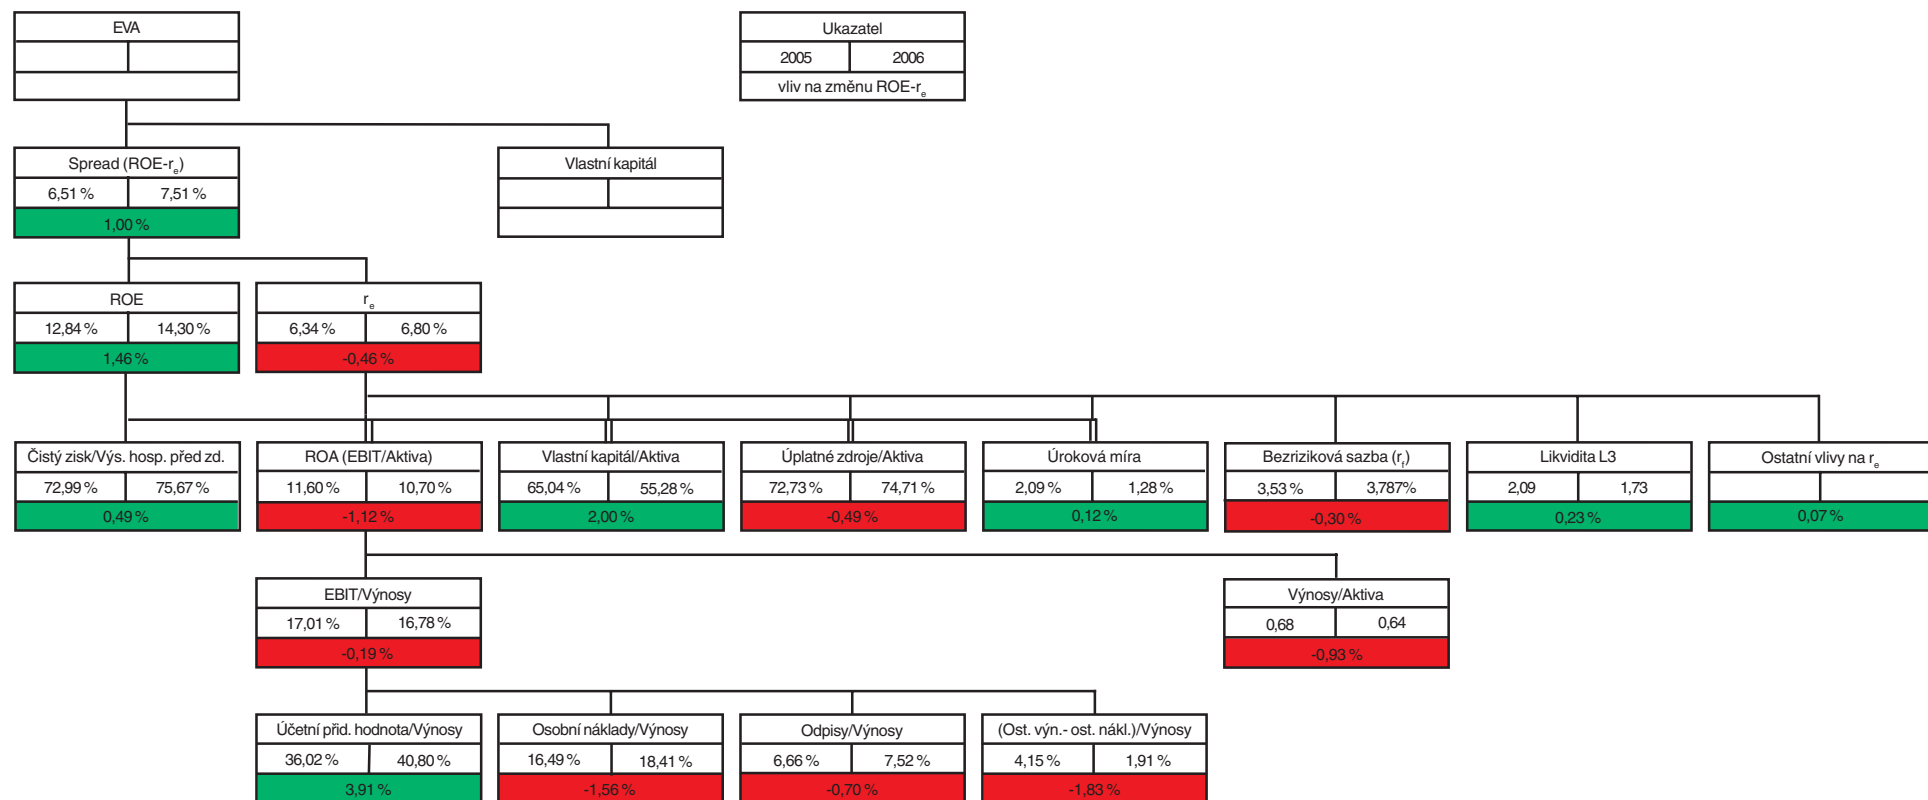 EVA
Ukazatel
2005 2006
vliv na změnu ROE-re
Spread (ROE-re)
6,51 % 7,51 %
1,00 %
Vlastní kapitál
ROE
12,84 % 14,30 %
1,46 %
re
6,34 % 6,80 %
-0,46 %
Čistý zisk/Výs. hosp. před zd.
72,99 % 75,67 %
0,49 %
ROA (EBIT/Aktiva)
11,60 % 10,70 %
-1,12 %
Vlastní kapitál/Aktiva
65,04 % 55,28 %
2,00 %
Úplatné zdroje/Aktiva
72,73 % 74,71 %
-0,49 %
Úroková míra
2,09 % 1,28 %
0,12 %
Bezriziková sazba (rf)
3,53 % 3,787%
-0,30 %
Likvidita L3
2,09 1,73
0,23 %
Ostatní vlivy na re
0,07 %
EBIT/Výnosy
17,01 % 16,78 %
-0,19 %
Výnosy/Aktiva
0,68 0,64
-0,93 %
Účetní přid. hodnota/Výnosy
36,02 % 40,80 %
3,91 %
Osobní náklady/Výnosy
16,49 % 18,41 %
-1,56 %
Odpisy/Výnosy
6,66 % 7,52 %
-0,70 %
(Ost. výn.- ost. nákl.)/Výnosy
4,15 % 1,91 %
-1,83 %